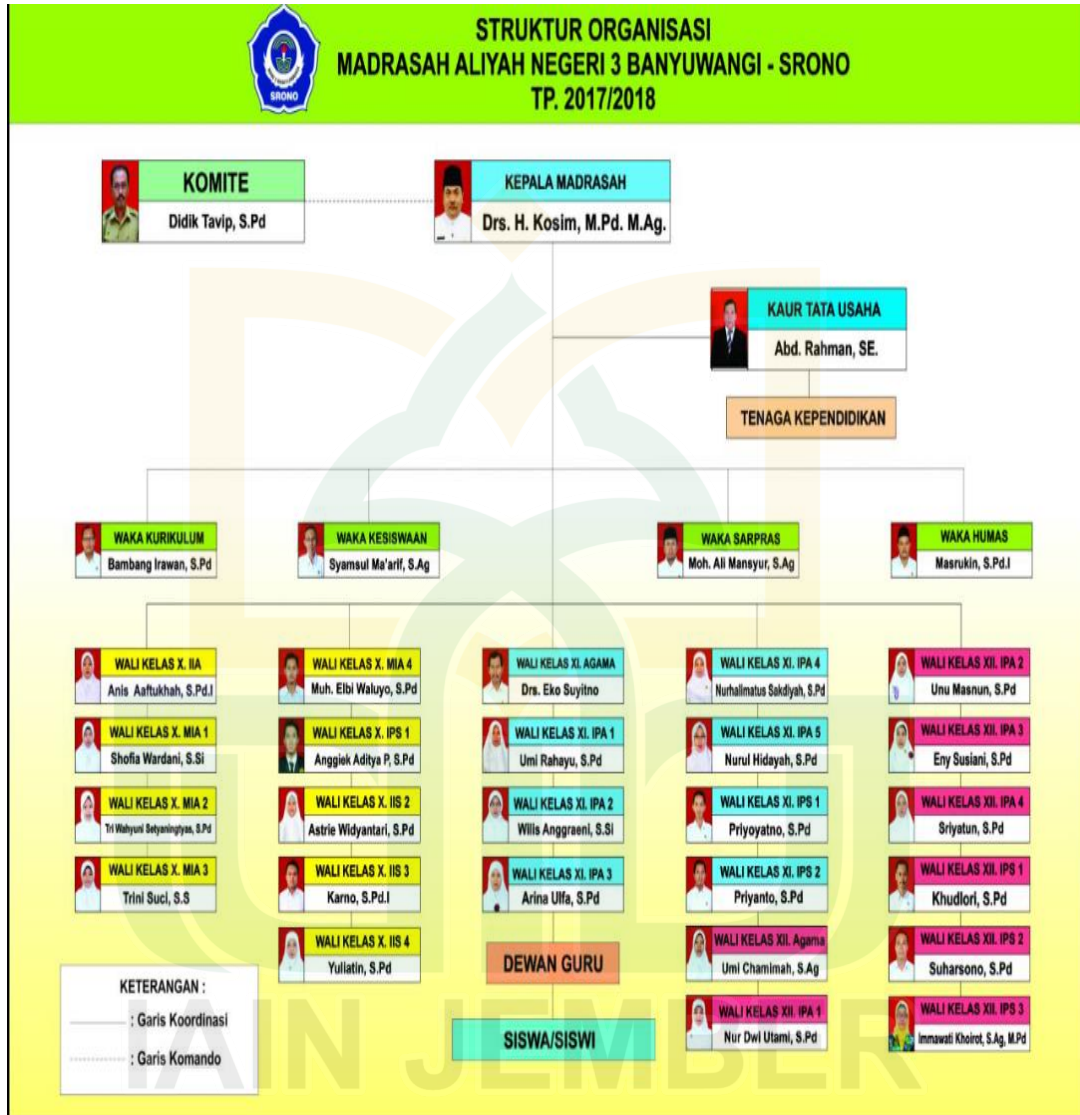 STRUKTUR ORGANISASI
MADRASAH ALIYAH NEGERI 3 BANYUWANGI - SRONO
TP. 2017/2018
SRONO
KOMITE
Didik Tavip, S.Pd
KEPALA MADRASAH
Drs. H. Kosim, M.Pd. M.Ag.
KAUR TATA USAHA
Abd. Rahman, SE.
TENAGA KEPENDIDIKAN
WAKA KURIKULUM
Bambang Irawan, S.Pd
WAKA KESISWAAN
Syamsul Ma'arif, S.Ag
WAKA SARPRAS
Moh. Ali Mansyur, S.Ag
WAKA HUMAS
Masrukin, S.Pd.I
WALI KELAS X. IIA
Anis Aaftukhah, S.Pd.I
WALI KELAS X. MIA 1
Shofia Wardani, S.Si
WALI KELAS X. MIA 2
Tri Wahyuni Setyaningtyas, S.Pd
WALI KELAS X. MIA 3
Trini Suci, S.S
WALI KELAS X. MIA 4
Muh. Elbi Waluyo, S.Pd
WALI KELAS X. IPS 1
Anggiek Aditya P, S.Pd
WALI KELAS X. IIS 2
Astrie Widyantari, S.Pd
WALI KELAS X. IIS 3
Karno, S.Pd.I
WALI KELAS X. IIS 4
Yuliatin, S.Pd
WALI KELAS XI. AGAMA
Drs. Eko Suyitno
WALI KELAS XI. IPA 1
Umi Rahayu, S.Pd
WALI KELAS XI. IPA 2
Wilis Anggraeni, S.Si
WALI KELAS XI. IPA 3
Arina Ulfa, S.Pd
DEWAN GURU
SISWA/SISWI
WALI KELAS XI. IPA 4
Nurhalimatus Sakdiyah, S.Pd
WALI KELAS XI. IPA 5
Nurul Hidayah, S.Pd
WALI KELAS XI. IPS 1
Priyoyatno, S.Pd
WALI KELAS XI. IPS 2
Priyanto, S.Pd
WALI KELAS XII. Agama
Umi Chamimah, S.Ag
WALI KELAS XII. IPA 1
Nur Dwi Utami, S.Pd
WALI KELAS XII. IPA 2
Unu Masnun, S.Pd
WALI KELAS XII. IPA 3
Eny Susiani, S.Pd
WALI KELAS XII. IPA 4
Sriyatun, S.Pd
WALI KELAS XII. IPS 1
Khudlori, S.Pd
WALI KELAS XII. IPS 2
Suharsono, S.Pd
WALI KELAS XII. IPS 3
Immawati Khoirot, S.Ag, M.Pd
KETERANGAN :
: Garis Koordinasi
: Garis Komando
IAIN JEMBER